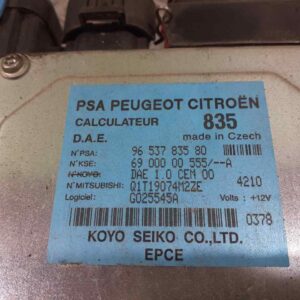 PSA PEUGEOT CITROËN
CALCULATEUR 835
D.A.E. made in Czech
N°PSA: 96 537 835 80
N°KSE: 69 000 00 555/--A
N°KOYO: DAE 1.0 CEM 00
N°MITSUBISHI: Q1T19074M2ZE 4210
Logiciel: G025545A Volts : +12V
0378
KOYO SEIKO CO.,LTD.
EPCE